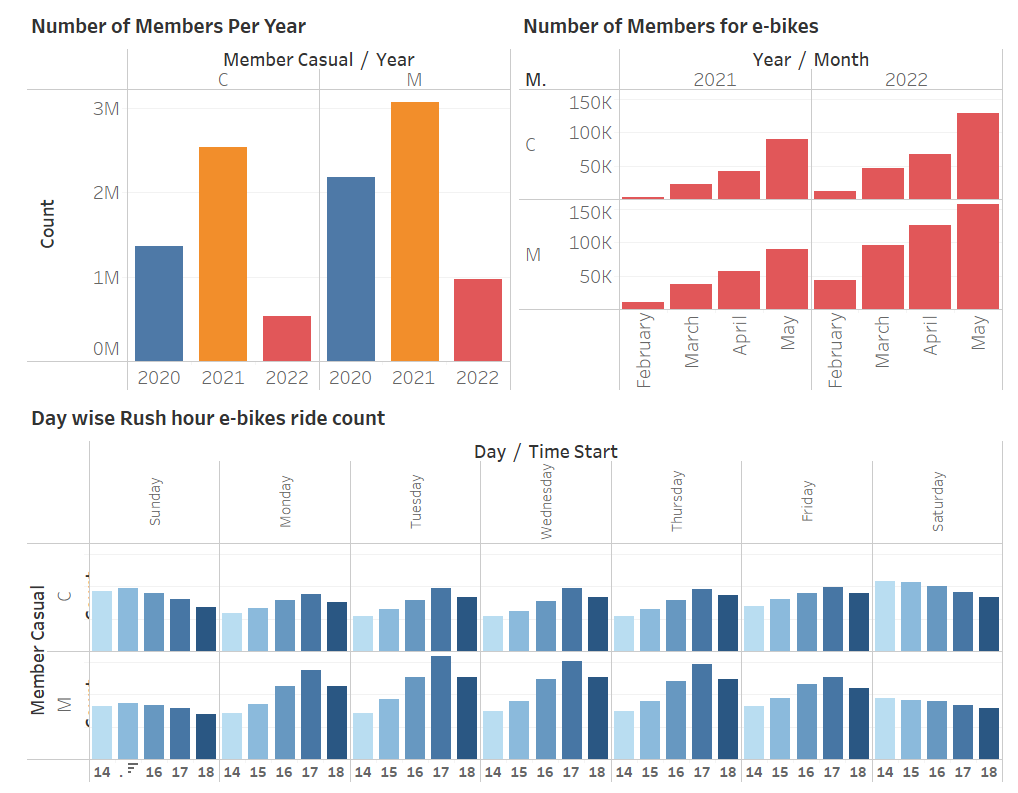 Number of Members Per Year
Member Casual / Year
C M
3M
2M
1M
0M
Count
2020 2021 2022 2020 2021 2022
Number of Members for e-bikes
Year / Month
M. 2021 2022
C
150K
100K
50K
M
150K
100K
50K
February March April May February March April May
Day wise Rush hour e-bikes ride count
Day / Time Start
Sunday Monday Tuesday Wednesday Thursday Friday Saturday
Member Casual
C
M
14 . 16 17 18 14 15 16 17 18 14 15 16 17 18 14 15 16 17 18 14 15 16 17 18 14 15 16 17 18 14 15 16 17 18